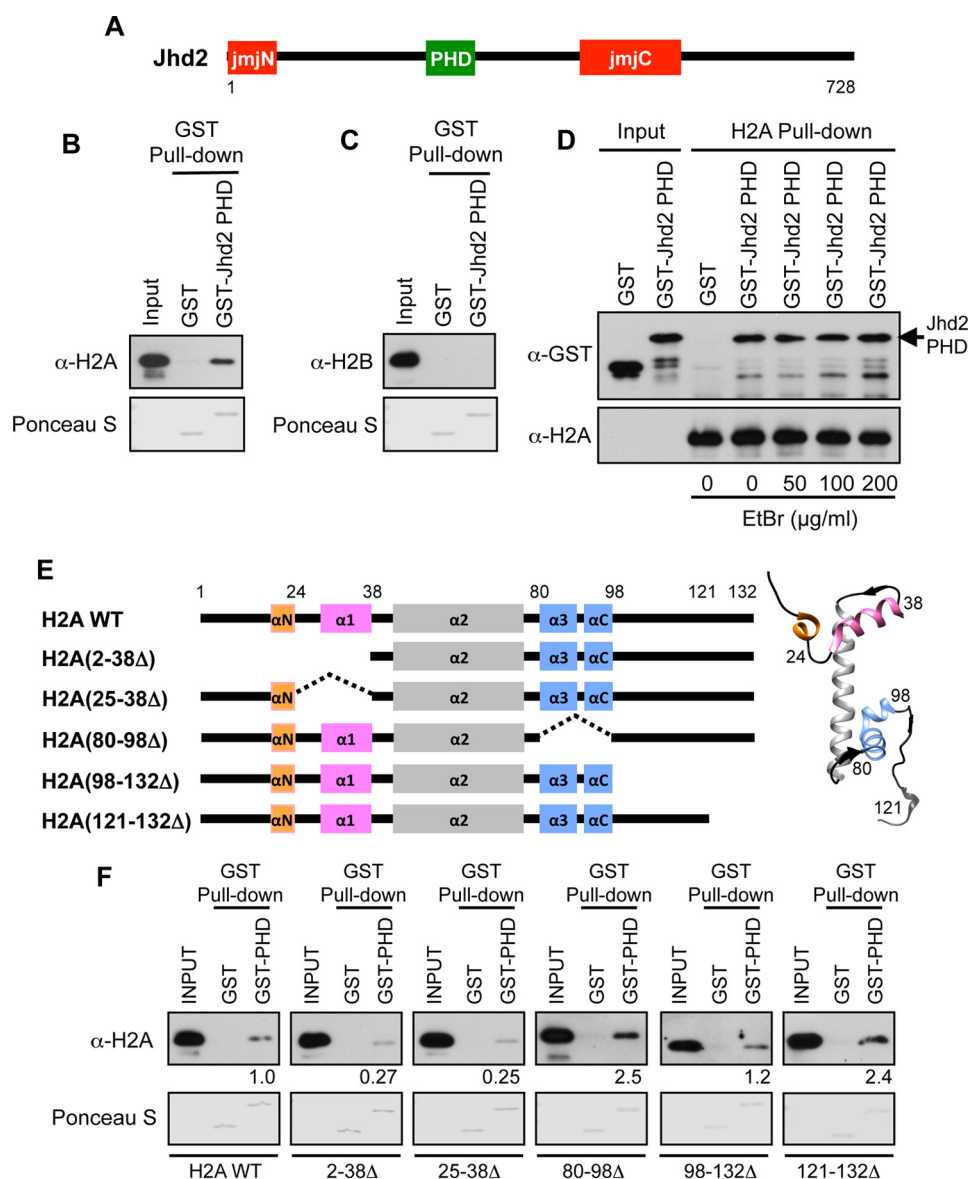 A
Jhd2
jmjN
PHD
jmjC
1
728
B
GST
Pull-down
Input
GST
GST-Jhd2 PHD
α-H2A
Ponceau S
C
GST
Pull-down
Input
GST
GST-Jhd2 PHD
α-H2B
Ponceau S
D
Input
H2A Pull-down
GST
GST-Jhd2 PHD
GST
GST-Jhd2 PHD
GST-Jhd2 PHD
GST-Jhd2 PHD
GST-Jhd2 PHD
α-GST
Jhd2
PHD
α-H2A
0 0 50 100 200
EtBr (µg/ml)
E
1 24 38 80 98 121 132
H2A WT αN α1 α2 α3 αC
H2A(2-38Δ) α2 α3 αC
H2A(25-38Δ) αN α2 α3 αC
H2A(80-98Δ) αN α1 α2
H2A(98-132Δ) αN α1 α2 α3 αC
H2A(121-132Δ) αN α1 α2 α3 αC
38
24
98
80
121
F
GST
Pull-down
GST
Pull-down
GST
Pull-down
GST
Pull-down
GST
Pull-down
GST
Pull-down
INPUT
GST
GST-PHD
INPUT
GST
GST-PHD
INPUT
GST
GST-PHD
INPUT
GST
GST-PHD
INPUT
GST
GST-PHD
INPUT
GST
GST-PHD
α-H2A
1.0 0.27 0.25 2.5 1.2 2.4
Ponceau S
H2A WT 2-38Δ 25-38Δ 80-98Δ 98-132Δ 121-132Δ